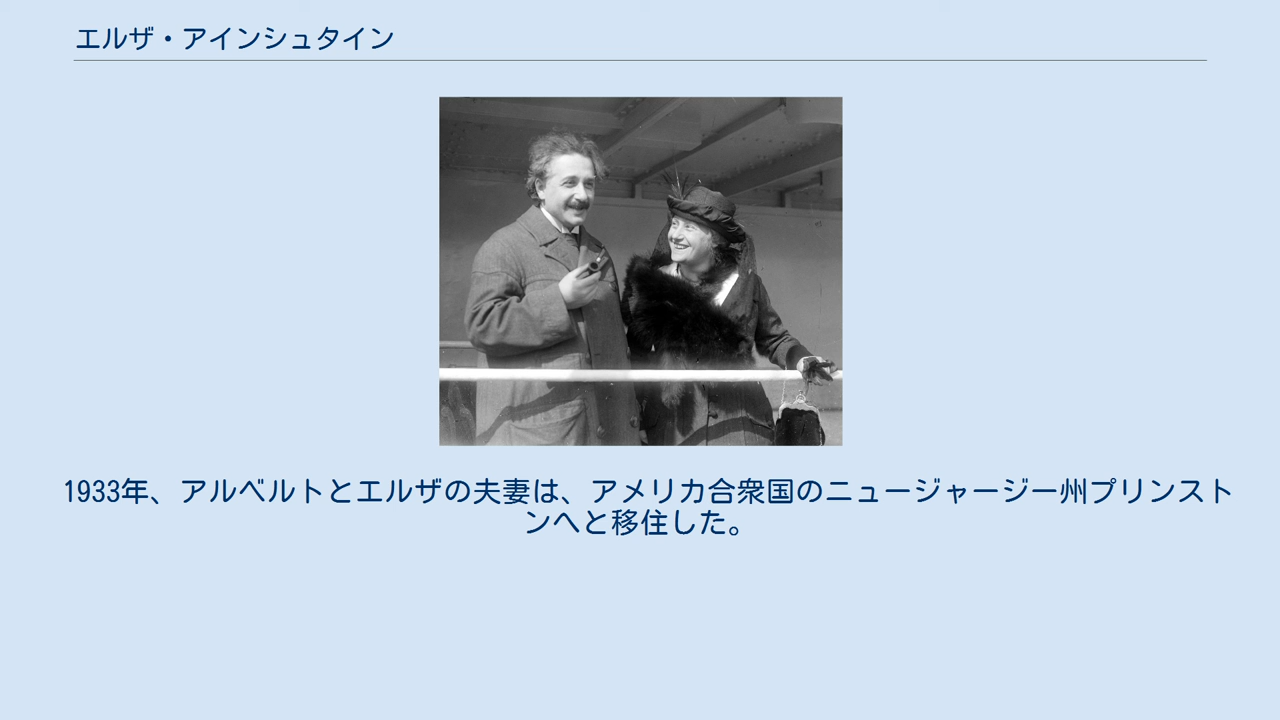 エルザ・アインシュタイン
1933年、アルベルトとエルザの夫妻は、アメリカ合衆国のニュージャージー州プリンスト
ンへと移住した。